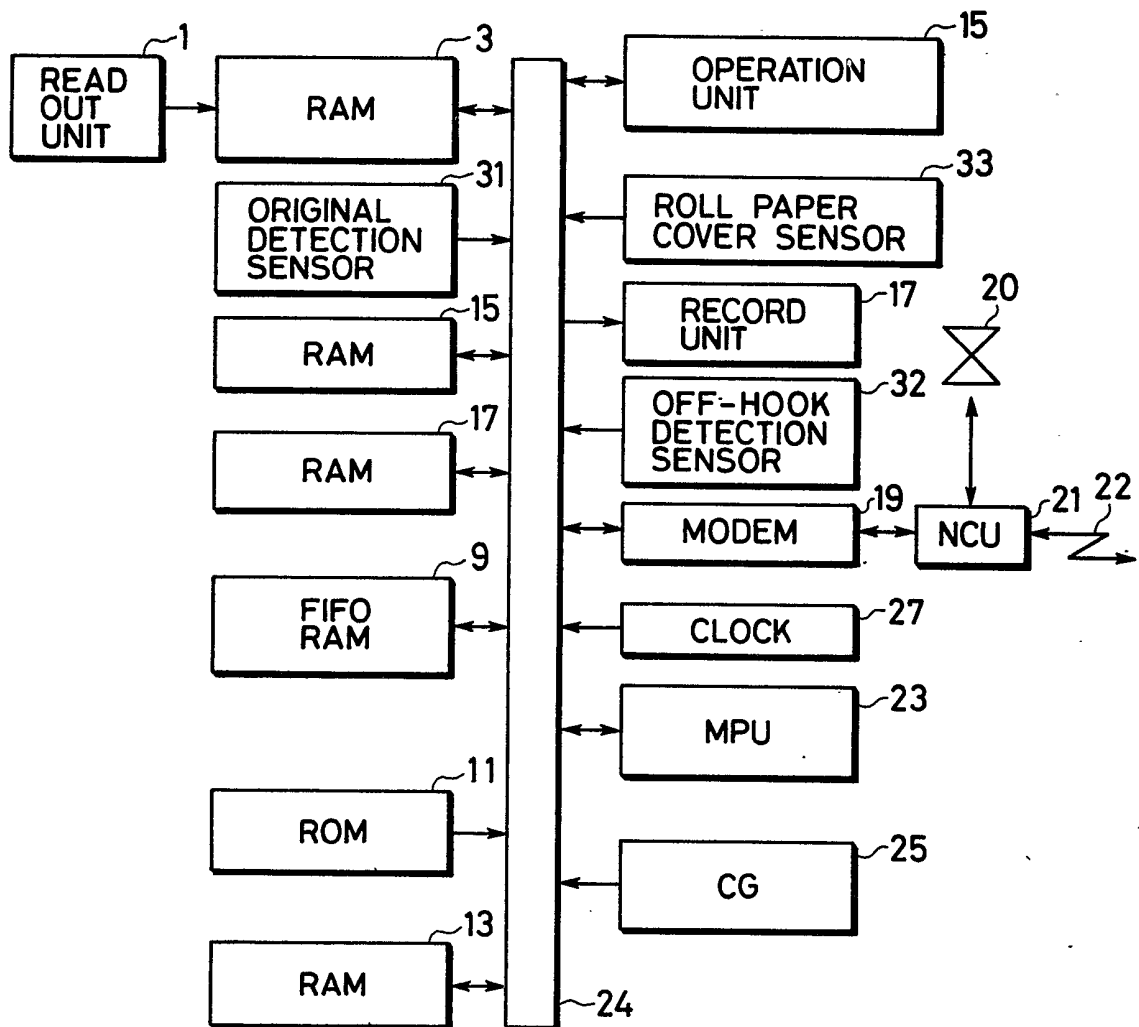 1
READ
OUT
UNIT
3
RAM
31
ORIGINAL
DETECTION
SENSOR
15
RAM
17
RAM
9
FIFO
RAM
11
ROM
13
RAM
24
15
OPERATION
UNIT
33
ROLL PAPER
COVER SENSOR
17
RECORD
UNIT
20
32
OFF-HOOK
DETECTION
SENSOR
19
MODEM
21
NCU
22
27
CLOCK
23
MPU
25
CG